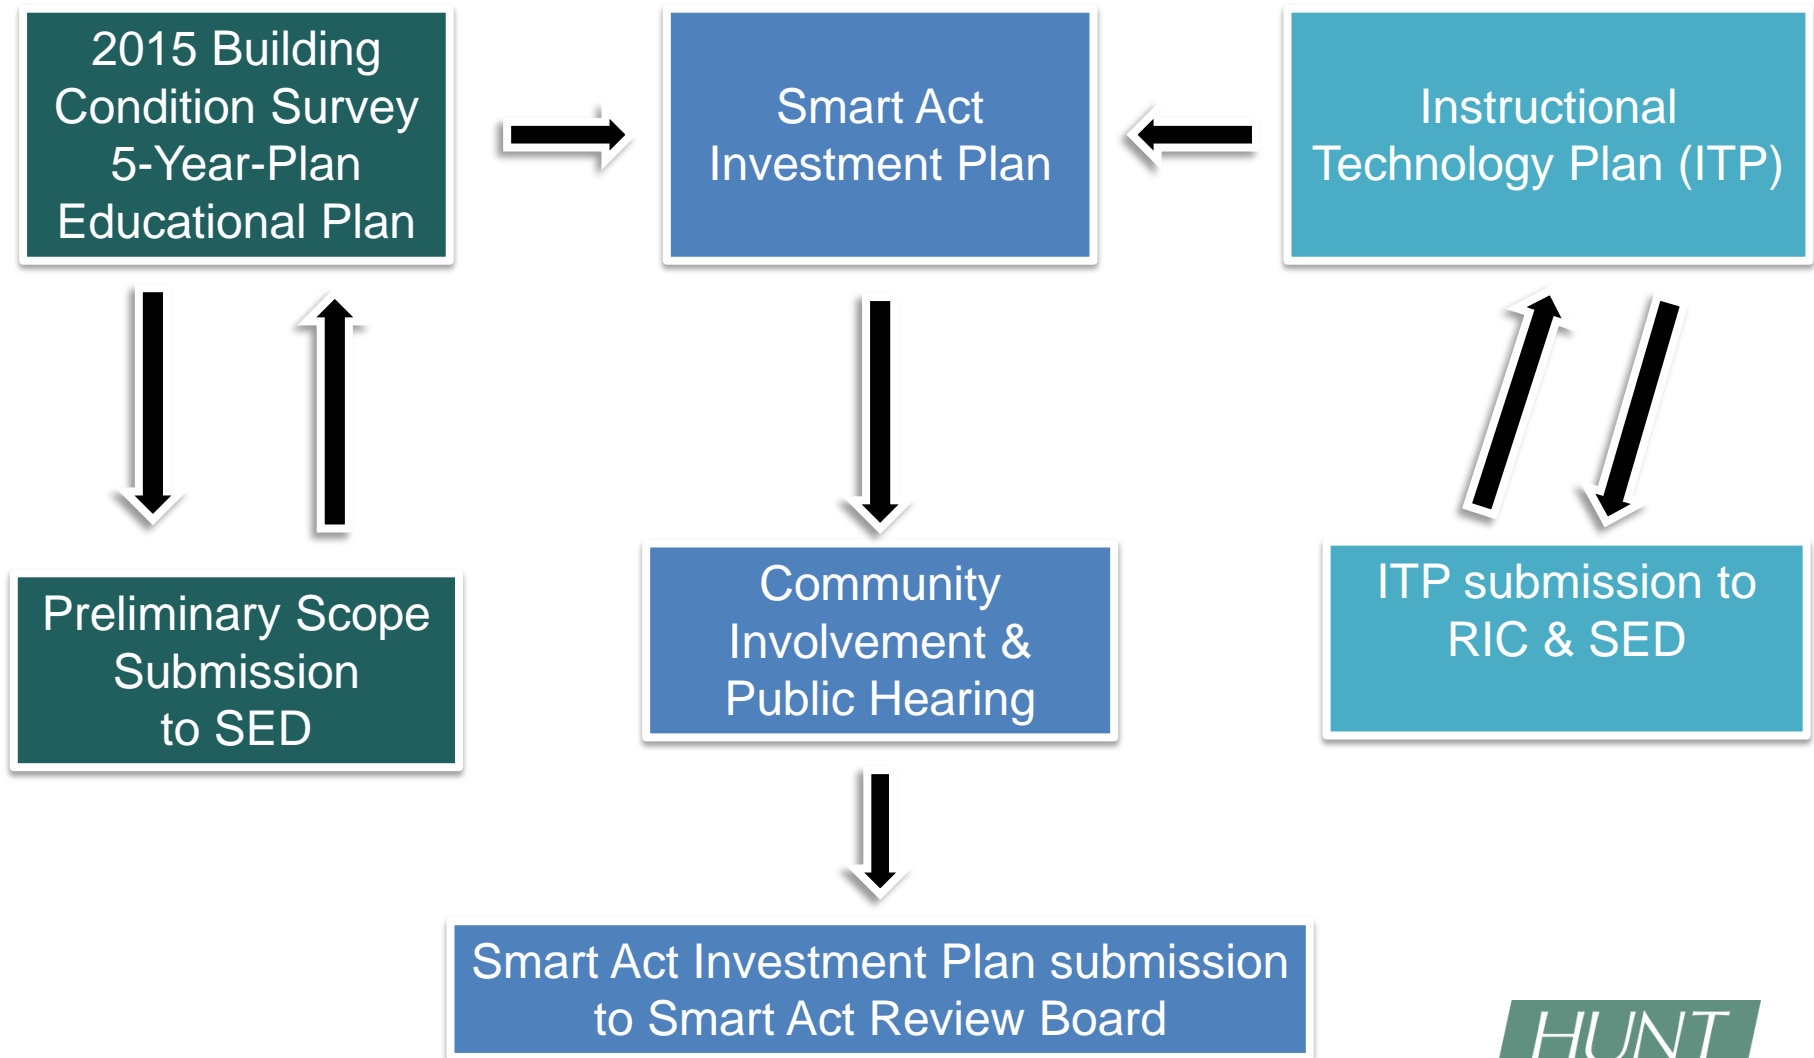 2015 Building
Condition Survey
5-Year-Plan
Educational Plan
Smart Act
Investment Plan
Instructional
Technology Plan (ITP)
Preliminary Scope
Submission
to SED
Community
Involvement &
Public Hearing
ITP submission to
RIC & SED
Smart Act Investment Plan submission
to Smart Act Review Board
HUNT